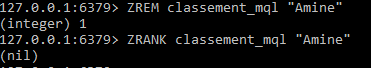 127.0.0.1:6379> ZREM classement_mql "Amine"
(integer) 1
127.0.0.1:6379> ZRANK classement_mql "Amine"
(nil)